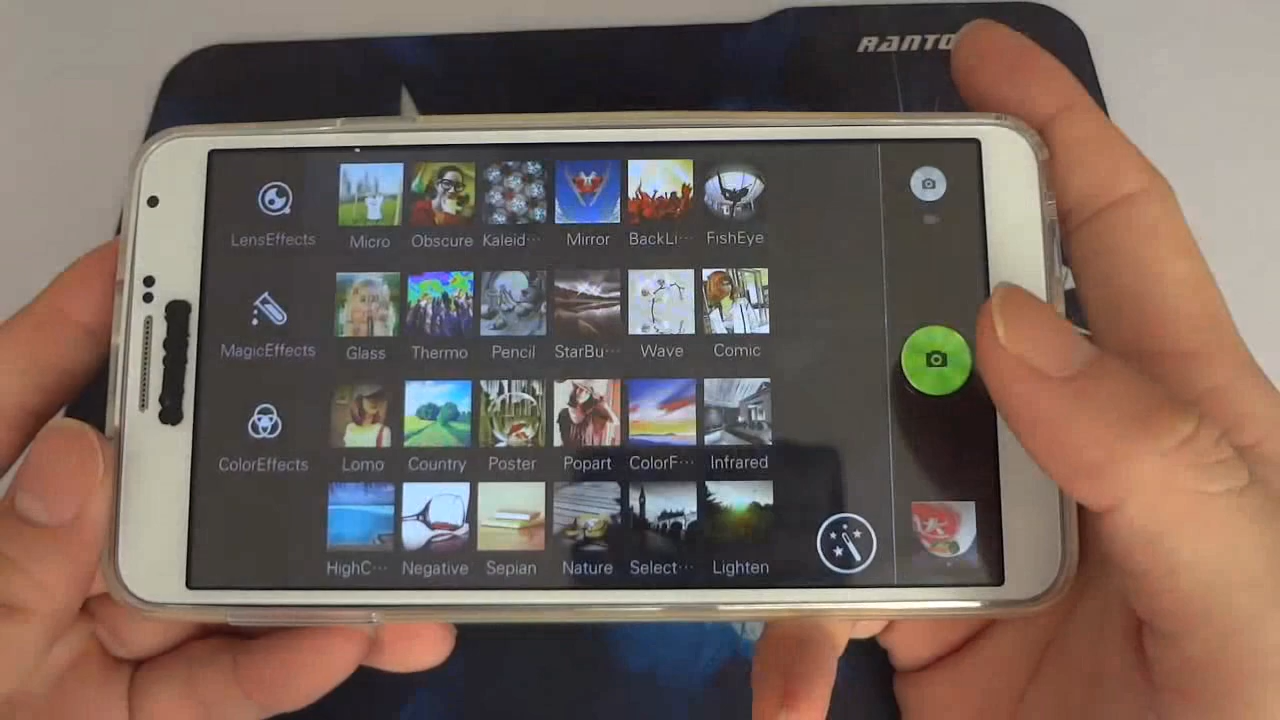 RANTO
LensEffects
Micro
Obscure
Kaleid···
Mirror
BackLi···
FishEye
MagicEffects
Glass
Thermo
Pencil
StarBu···
Wave
Comic
ColorEffects
Lomo
Country
Poster
Popart
ColorF···
Infrared
HighC···
Negative
Sepian
Nature
Select···
Lighten